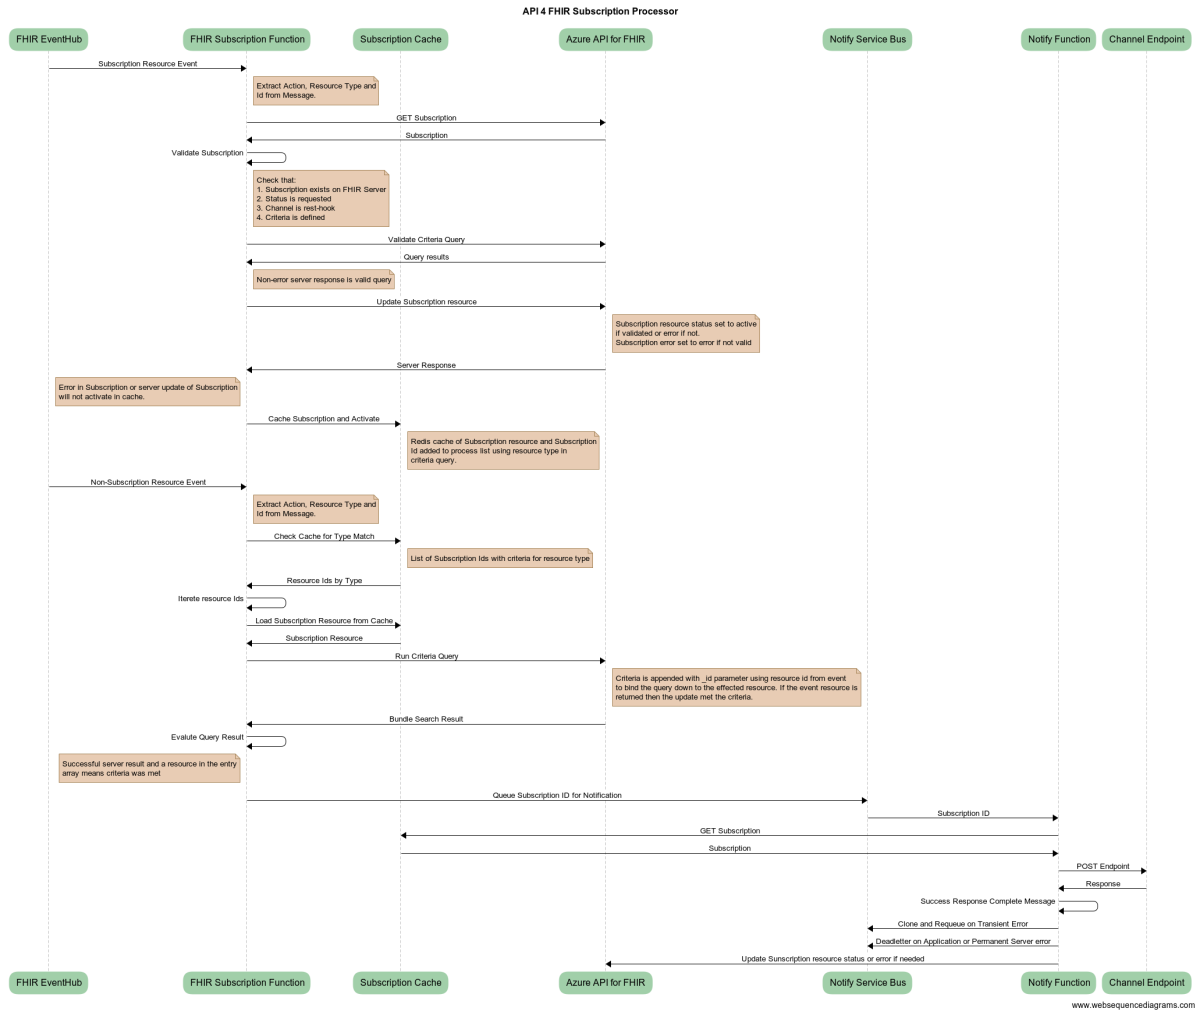 API 4 FHIR Subscription Processor
FHIR EventHub
FHIR Subscription Function
Subscription Cache
Azure API for FHIR
Notify Service Bus
Notify Function
Channel Endpoint
Subscription Resource Event
Extract Action, Resource Type and
Id from Message.
GET Subscription
Subscription
Validate Subscription
Check that:
1. Subscription exists on FHIR Server
2. Status is requested
3. Channel is rest-hook
4. Criteria is defined
Validate Criteria Query
Query results
Non-error server response is valid query
Update Subscription resource
Subscription resource status set to active
if validated or error if not.
Subscription error set to error if not valid
Server Response
Error in Subscription or server update of Subscription
will not activate in cache.
Cache Subscription and Activate
Redis cache of Subscription resource and Subscription
Id added to process list using resource type in
criteria query.
Non-Subscription Resource Event
Extract Action, Resource Type and
Id from Message.
Check Cache for Type Match
List of Subscription Ids with criteria for resource type
Resource Ids by Type
Iterete resource Ids
Load Subscription Resource from Cache
Subscription Resource
Run Criteria Query
Criteria is appended with _id parameter using resource id from event
to bind the query down to the effected resource. If the event resource is
returned then the update met the criteria.
Bundle Search Result
Evalute Query Result
Successful server result and a resource in the entry
array means criteria was met
Queue Subscription ID for Notification
Subscription ID
GET Subscription
Subscription
POST Endpoint
Response
Success Response Complete Message
Clone and Requeue on Transient Error
Deadletter on Application or Permanent Server error
Update Sunscription resource status or error if needed
FHIR EventHub
FHIR Subscription Function
Subscription Cache
Azure API for FHIR
Notify Service Bus
Notify Function
Channel Endpoint
www.websequencediagrams.com